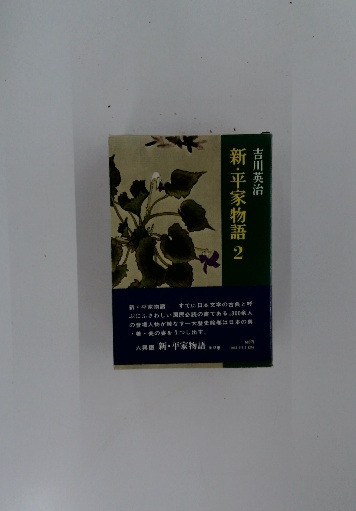 吉川英治
新・平家物語 2
新・平家物語 すでに日本文学の古典と呼
ぶにふさわしい国民必読の書である。300余人
の登場人物が織なす一大歴史絵巻は日本の真
・善・美の姿をうつし出す。
六興版 新・平家物語